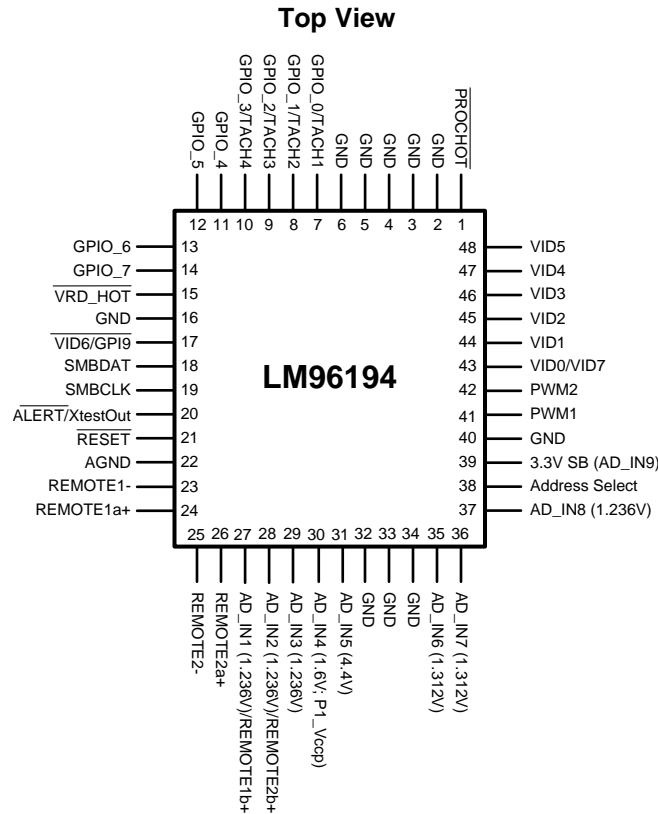 Top View
GPIO_5
GPIO_4
GPIO_3/TACH4
GPIO_2/TACH3
GPIO_1/TACH2
GPIO_0/TACH1
GND
GND
GND
GND
GND
PROCHOT
12 11 10 9 8 7 6 5 4 3 2 1
GPIO_6 13
GPIO_7 14
VRD_HOT 15
GND 16
VID6/GPI9 17
SMBDAT 18
SMBCLK 19
ALERT/XtestOut 20
RESET 21
AGND 22
REMOTE1- 23
REMOTE1a+ 24
LM96194
48 VID5
47 VID4
46 VID3
45 VID2
44 VID1
43 VID0/VID7
42 PWM2
41 PWM1
40 GND
39 3.3V SB (AD_IN9)
38 Address Select
37 AD_IN8 (1.236V)
25 26 27 28 29 30 31 32 33 34 35 36
REMOTE2-
REMOTE2a+
AD_IN1 (1.236V)/REMOTE1b+
AD_IN2 (1.236V)/REMOTE2b+
AD_IN3 (1.236V)
AD_IN4 (1.6V; P1_Vccp)
AD_IN5 (4.4V)
GND
GND
GND
AD_IN6 (1.312V)
AD_IN7 (1.312V)